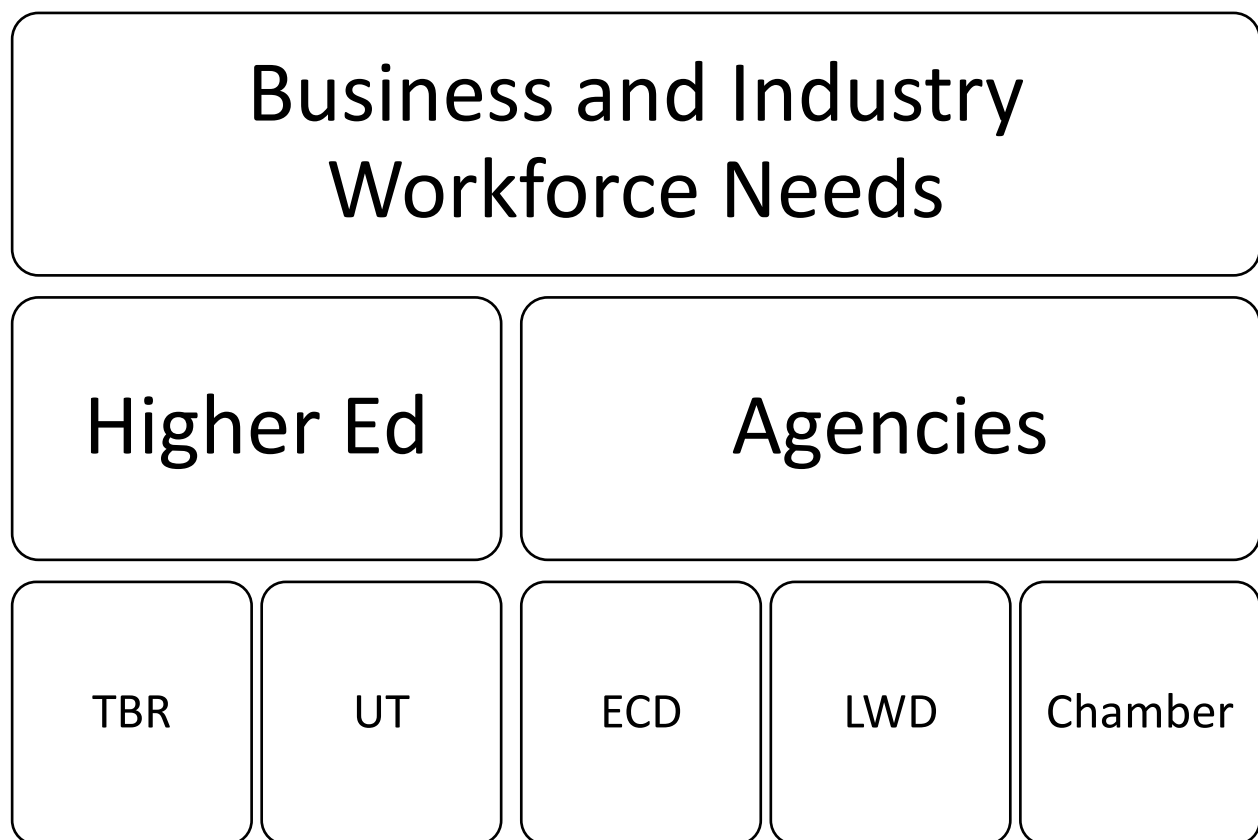 Business and Industry
Workforce Needs
Higher Ed
Agencies
TBR
UT
ECD
LWD
Chamber